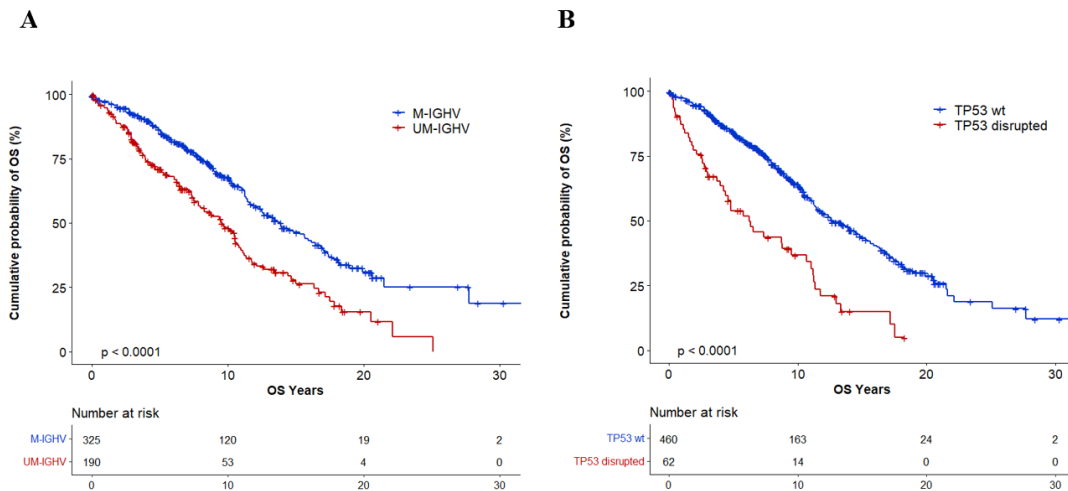 A
Cumulative probability of OS (%)
100
75
50
25
0
M-IGHV
UM-IGHV
p < 0.0001
0 10 20 30
OS Years
Number at risk
M-IGHV 325 120 19 2
UM-IGHV 190 53 4 0
0 10 20 30
B
Cumulative probability of OS (%)
100
75
50
25
0
TP53 wt
TP53 disrupted
p < 0.0001
0 10 20 30
OS Years
Number at risk
TP53 wt 460 163 24 2
TP53 disrupted 62 14 0 0
0 10 20 30